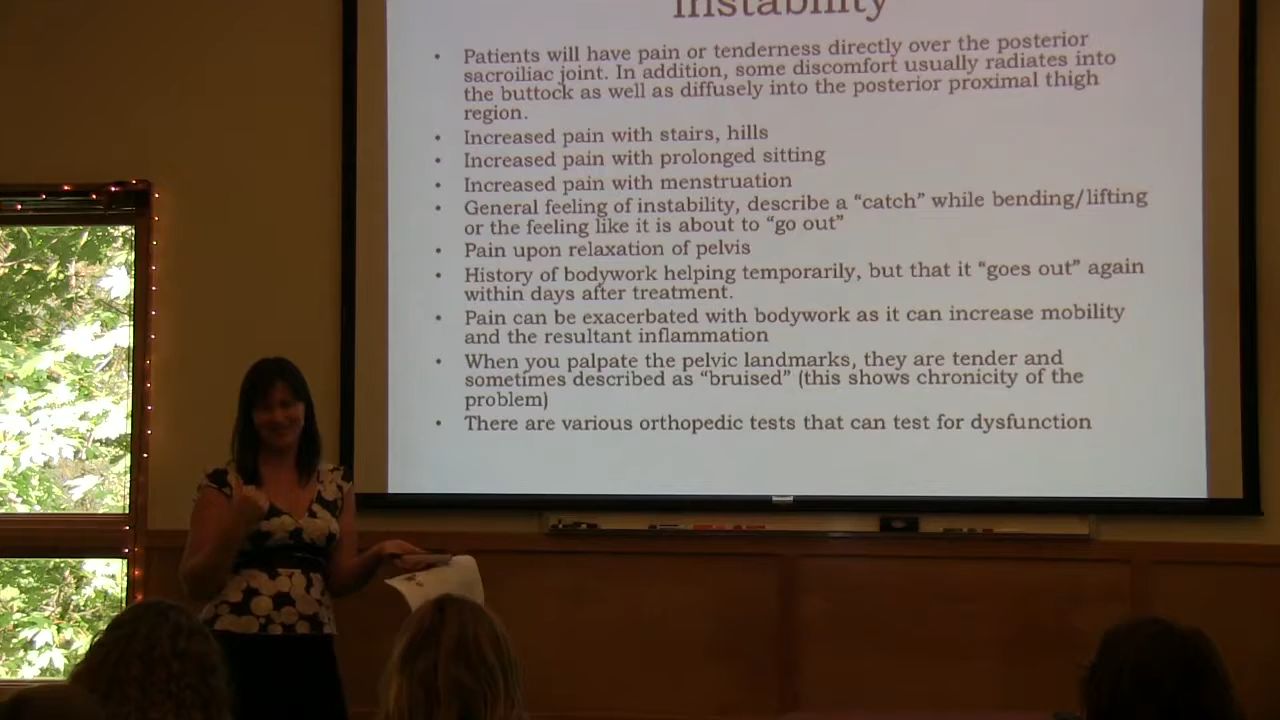 instability
• Patients will have pain or tenderness directly over the posterior
sacroiliac joint. In addition, some discomfort usually radiates into
the buttock as well as diffusely into the posterior proximal thigh
region.
• Increased pain with stairs, hills
• Increased pain with prolonged sitting
• Increased pain with menstruation
• General feeling of instability, describe a “catch” while bending/lifting
or the feeling like it is about to “go out”
• Pain upon relaxation of pelvis
• History of bodywork helping temporarily, but that it “goes out” again
within days after treatment.
• Pain can be exacerbated with bodywork as it can increase mobility
and the resultant inflammation
• When you palpate the pelvic landmarks, they are tender and
sometimes described as “bruised” (this shows chronicity of the
problem)
• There are various orthopedic tests that can test for dysfunction